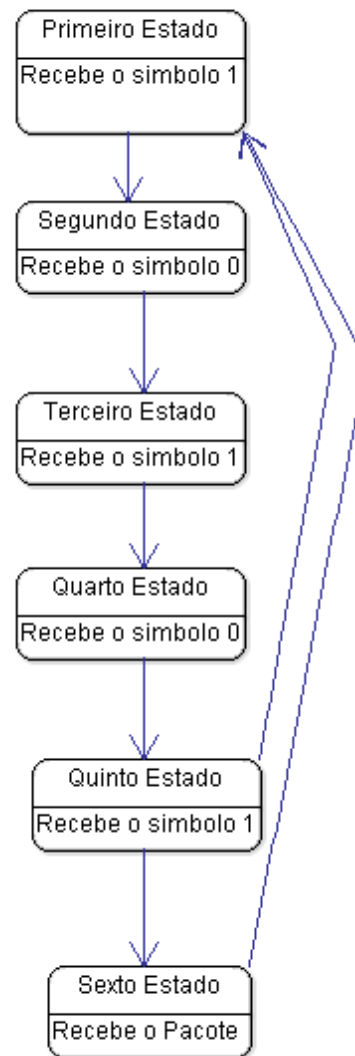 Primeiro Estado
Recebe o simbolo 1
Segundo Estado
Recebe o simbolo 0
Terceiro Estado
Recebe o simbolo 1
Quarto Estado
Recebe o simbolo 0
Quinto Estado
Recebe o simbolo 1
Sexto Estado
Recebe o Pacote